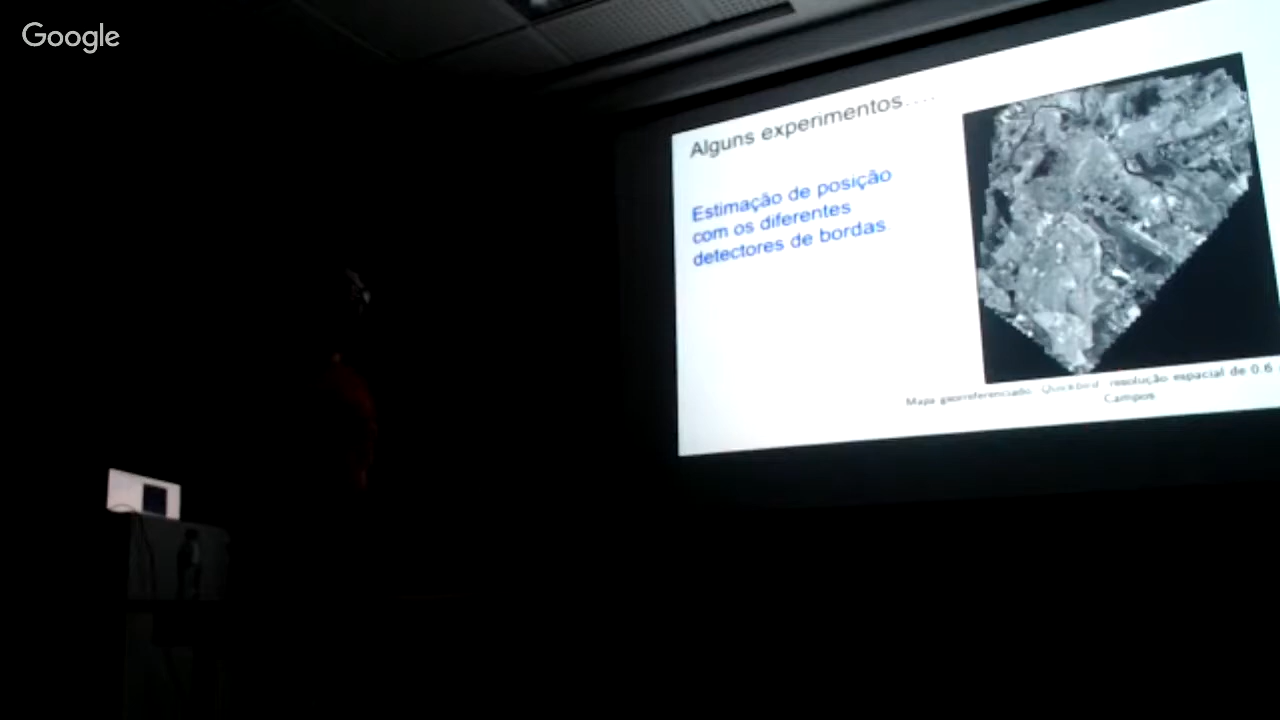 Google
Alguns experimentos....
Estimação de posição
com os diferentes
detectores de bordas
Mapa georreferenciado Quickbird resolução espacial de 0.6
Campos